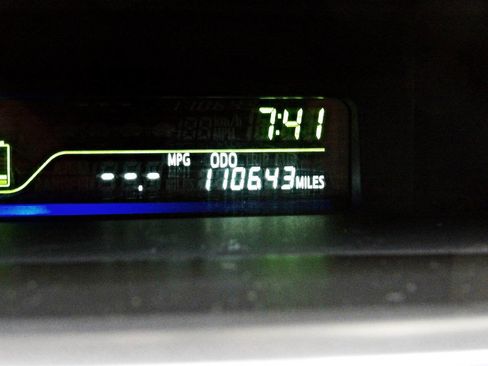 7:41
MPG ODO
--.- 110643 MILES